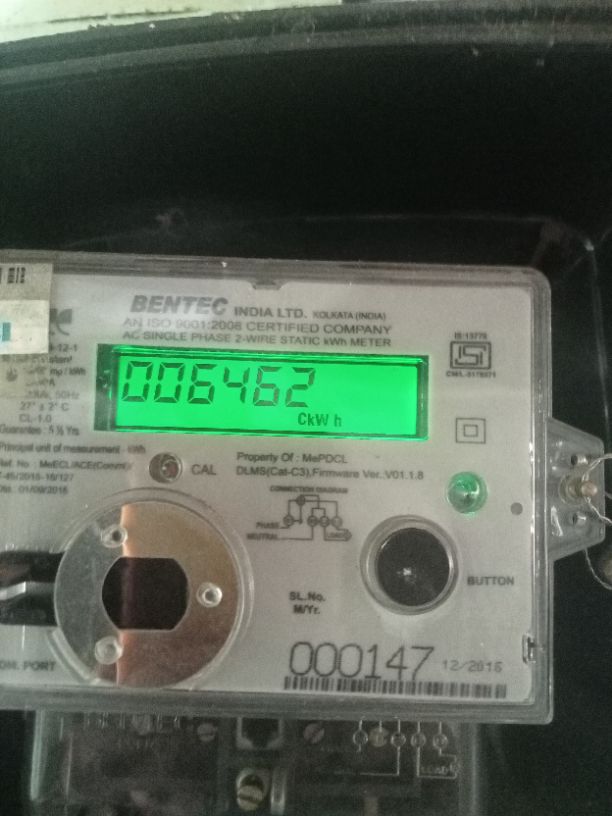 BENTEC INDIA LTD. KOLKATA (INDIA)
AN ISO 9001:2008 CERTIFIED COMPANY
AC SINGLE PHASE 2-WIRE STATIC kWh METER
IS:13779
ISI
006462
CkW h
50Hz
27° ± 2° C
CL-1.0
Guarantee : 5 ½ Yrs.
Principal unit of measurement - kWh
CAL
Property Of : MePDCL
DLMS(Cat-C3),Firmware Ver.:V01.1.8
CONNECTION DIAGRAM
PHASE
NEUTRAL
LOAD
BUTTON
SL.No.
M/Yr.
000147 12/2016
PORT
LOAD